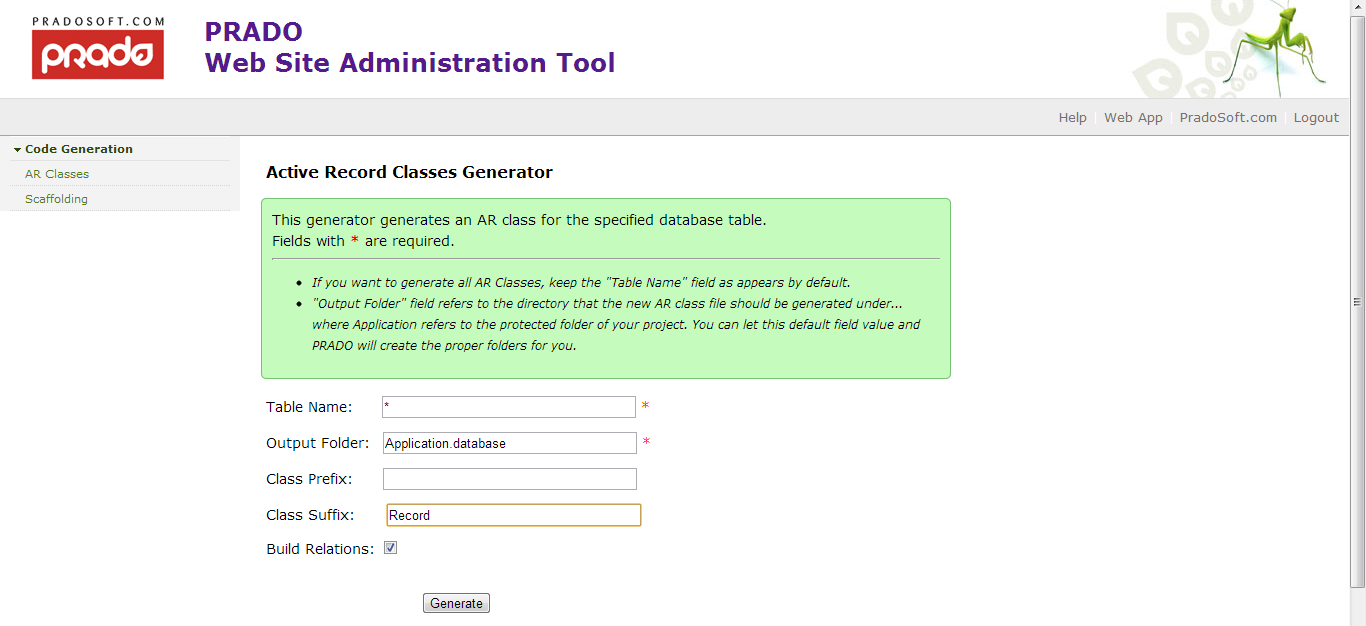 PRADOSOFT.COM
prado
PRADO
Web Site Administration Tool
Help Web App PradoSoft.com Logout
Code Generation
AR Classes
Scaffolding
Active Record Classes Generator
This generator generates an AR class for the specified database table.
Fields with * are required.
• If you want to generate all AR Classes, keep the "Table Name" field as appears by default.
• "Output Folder" field refers to the directory that the new AR class file should be generated under...
where Application refers to the protected folder of your project. You can let this default field value and
PRADO will create the proper folders for you.
Table Name: * *
Output Folder: Application.database *
Class Prefix:
Class Suffix: Record
Build Relations:
Generate